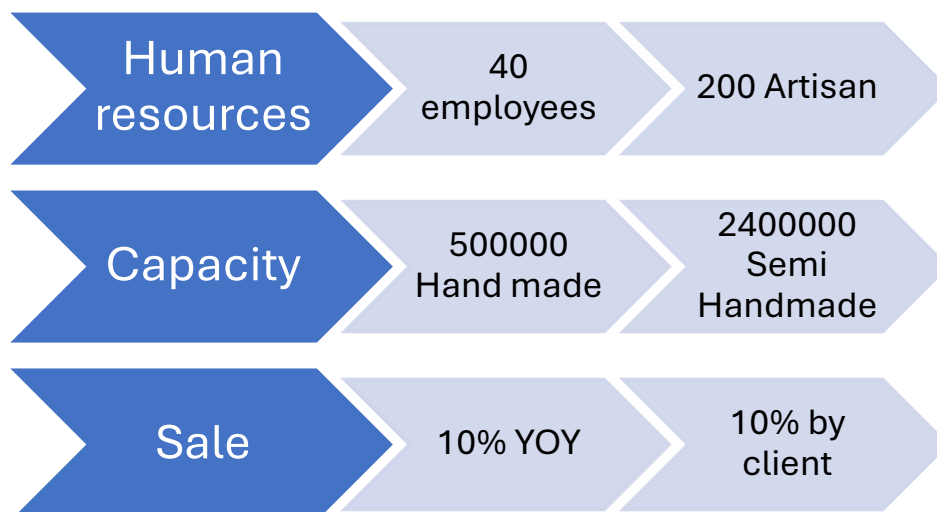 Human
resources
40
employees
200 Artisan
Capacity
500000
Hand made
2400000
Semi
Handmade
Sale
10% YOY
10% by
client